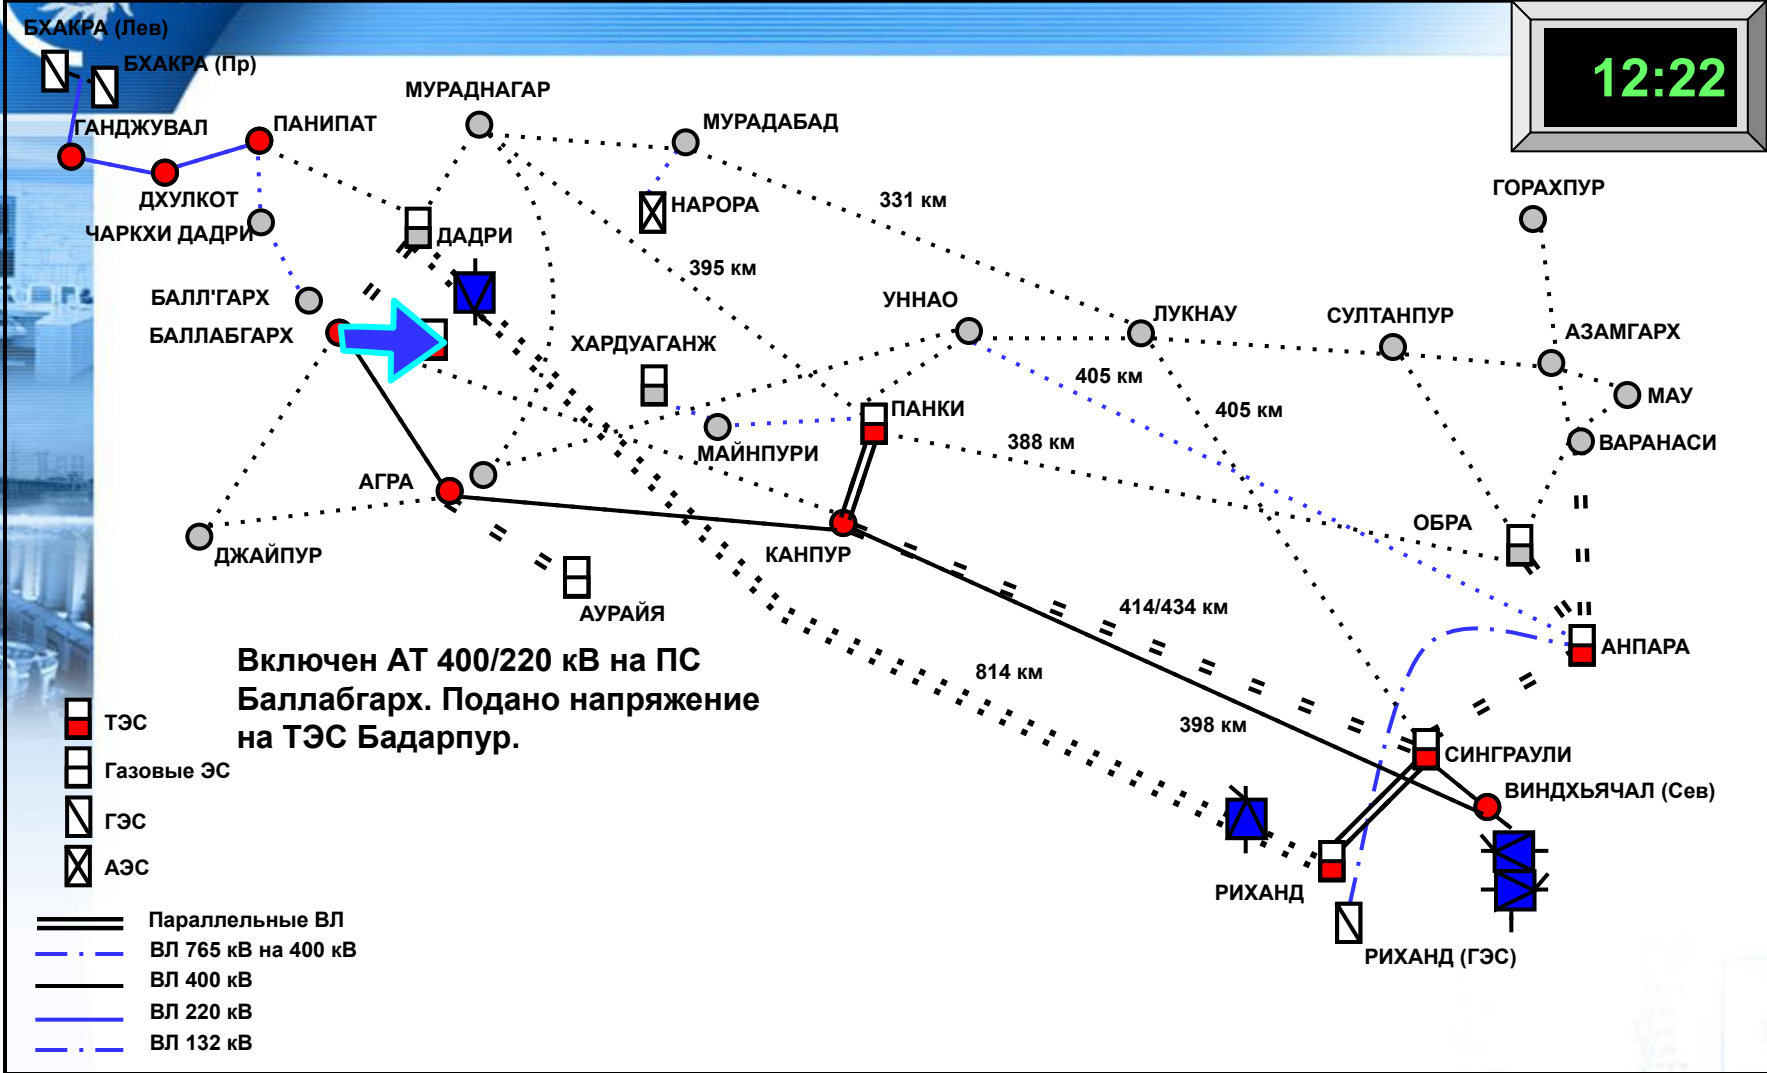 БХАКРА (Лев)
БХАКРА (Пр)
12:22
МУРАДНАГАР
МУРАДАБАД
ГАНДЖУВАЛ
ПАНИПАТ
ДХУЛКОТ
НАРОРА
331 км
ГОРАХПУР
ЧАРКХИ ДАДРИ
ДАДРИ
395 км
БАЛЛ'ГАРХ
УННАО
ЛУКНАУ
СУЛТАНПУР
АЗАМГАРХ
БАЛЛАБГАРХ
ХАРДУАГАНЖ
405 км
МАУ
ПАНКИ
405 км
388 км
ВАРАНАСИ
МАЙНПУРИ
АГРА
ОБРА
ДЖАЙПУР
КАНПУР
АУРАЙЯ
414/434 км
АНПАРА
Включен АТ 400/220 кВ на ПС
Баллабгарх. Подано напряжение
на ТЭС Бадарпур.
814 км
398 км
СИНГРАУЛИ
ВИНДХЬЯЧАЛ (Сев)
РИХАНД
РИХАНД (ГЭС)
ТЭС
Газовые ЭС
ГЭС
АЭС
Параллельные ВЛ
ВЛ 765 кВ на 400 кВ
ВЛ 400 кВ
ВЛ 220 кВ
ВЛ 132 кВ